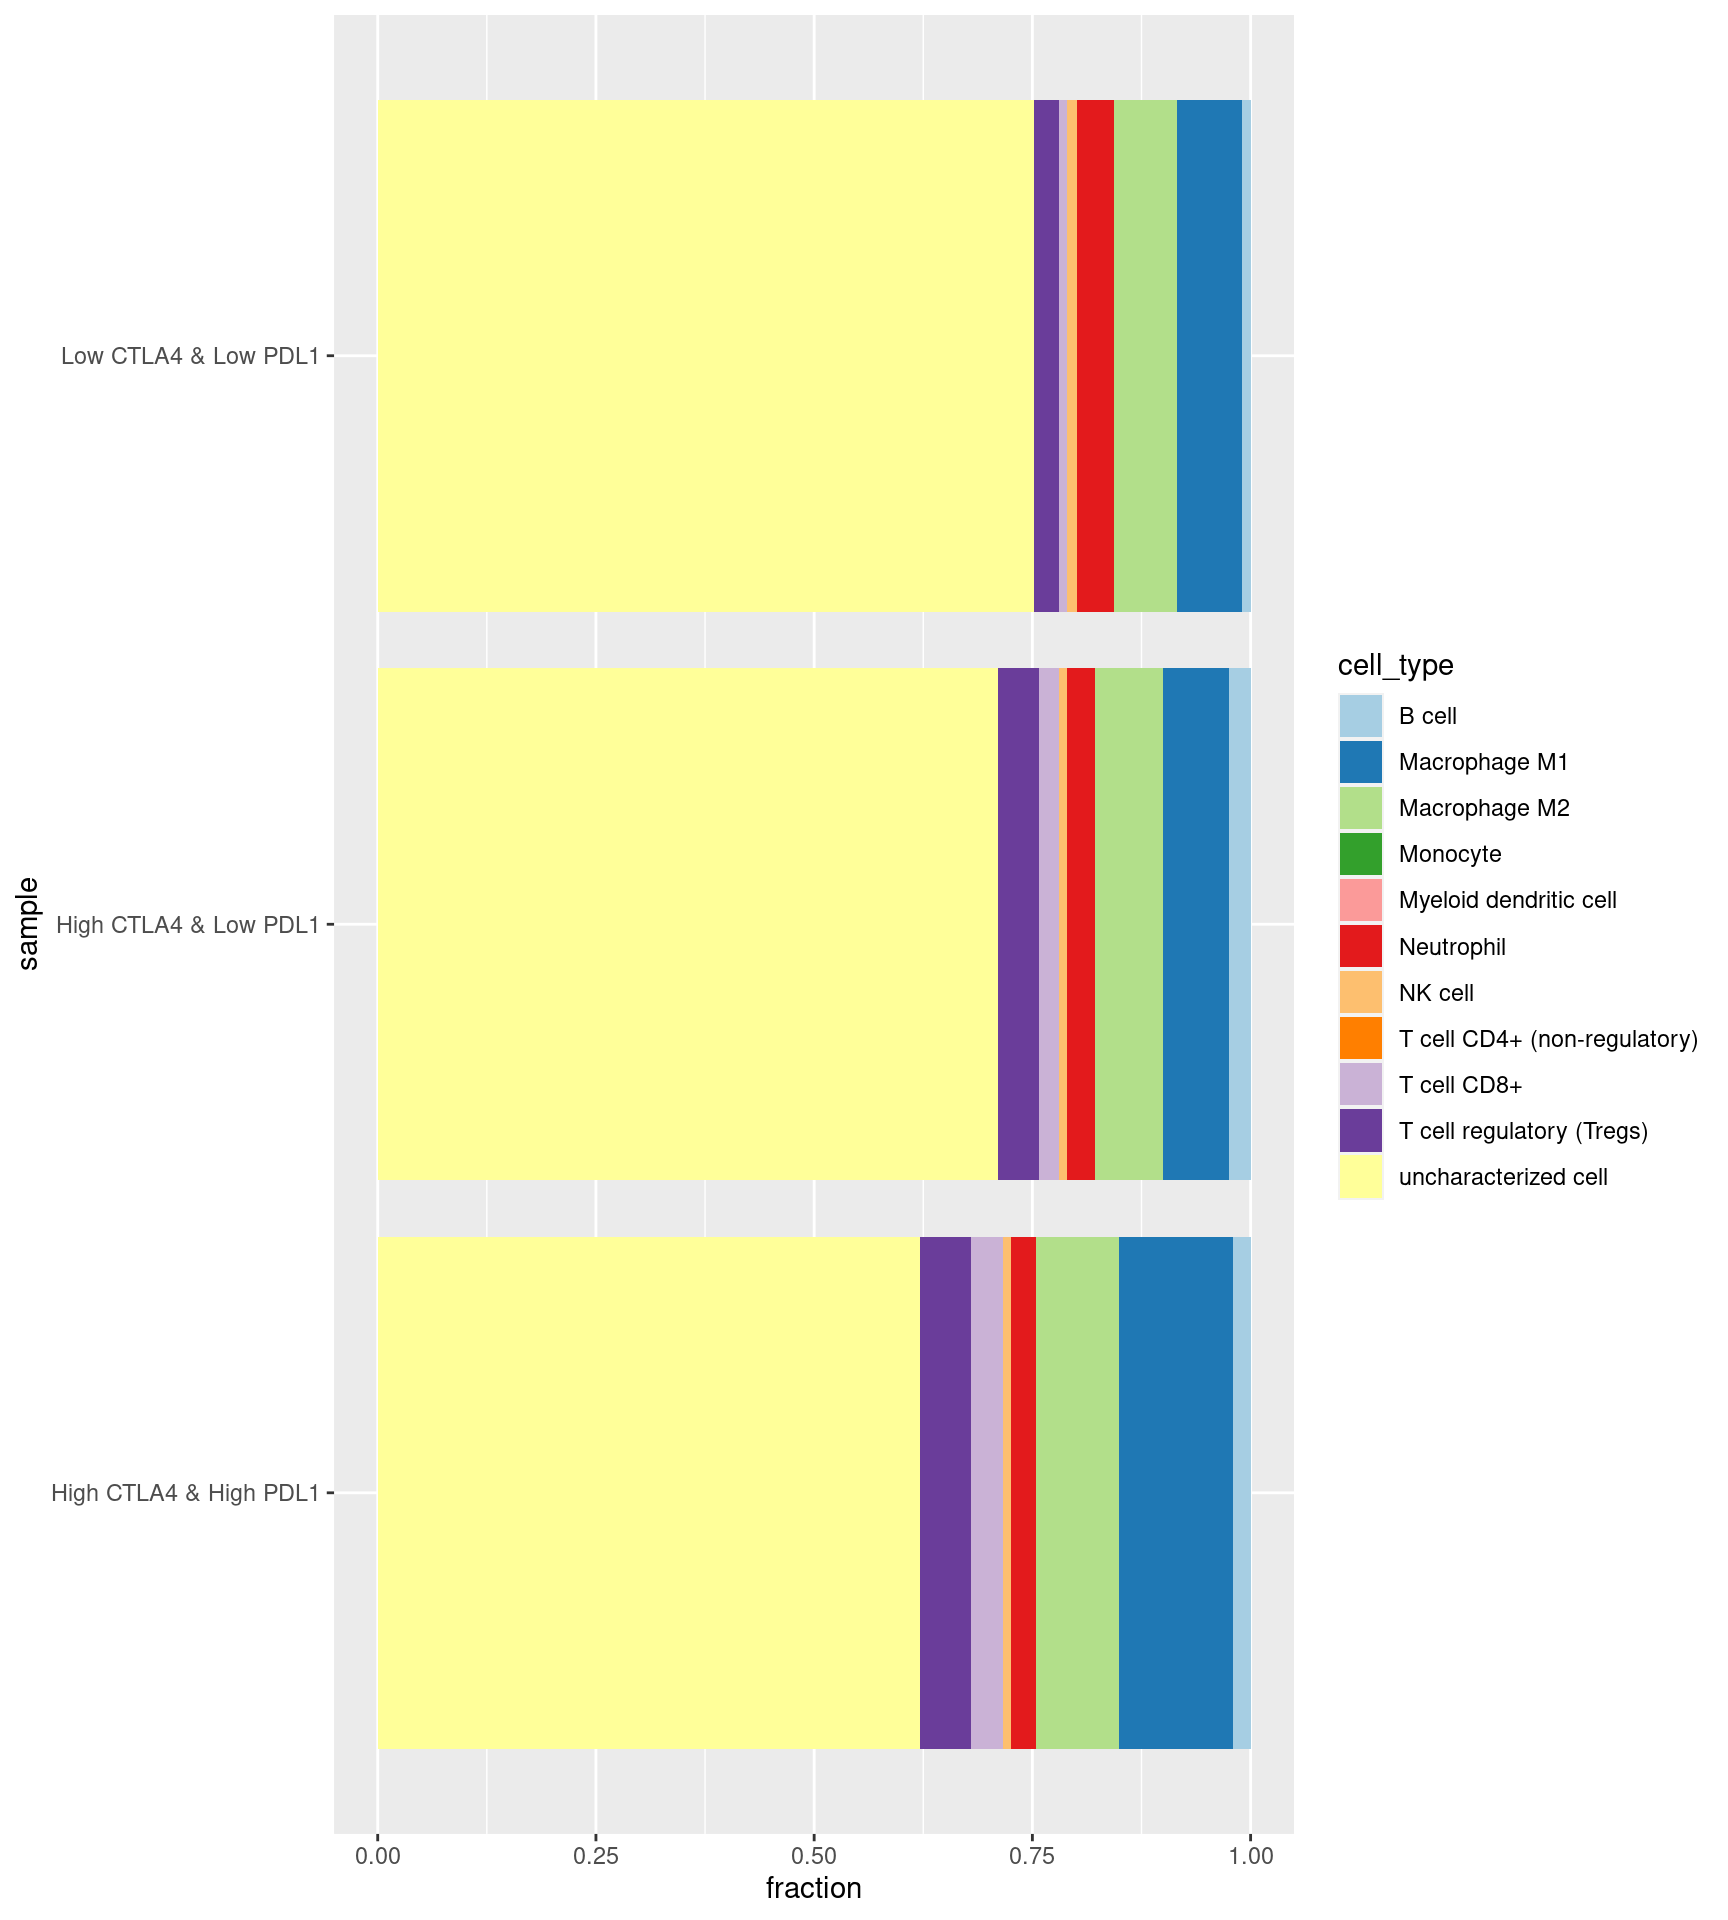 Low CTLA4 & Low PDL1
High CTLA4 & Low PDL1
High CTLA4 & High PDL1
sample
0.00 0.25 0.50 0.75 1.00
fraction
cell_type
B cell
Macrophage M1
Macrophage M2
Monocyte
Myeloid dendritic cell
Neutrophil
NK cell
T cell CD4+ (non-regulatory)
T cell CD8+
T cell regulatory (Tregs)
uncharacterized cell